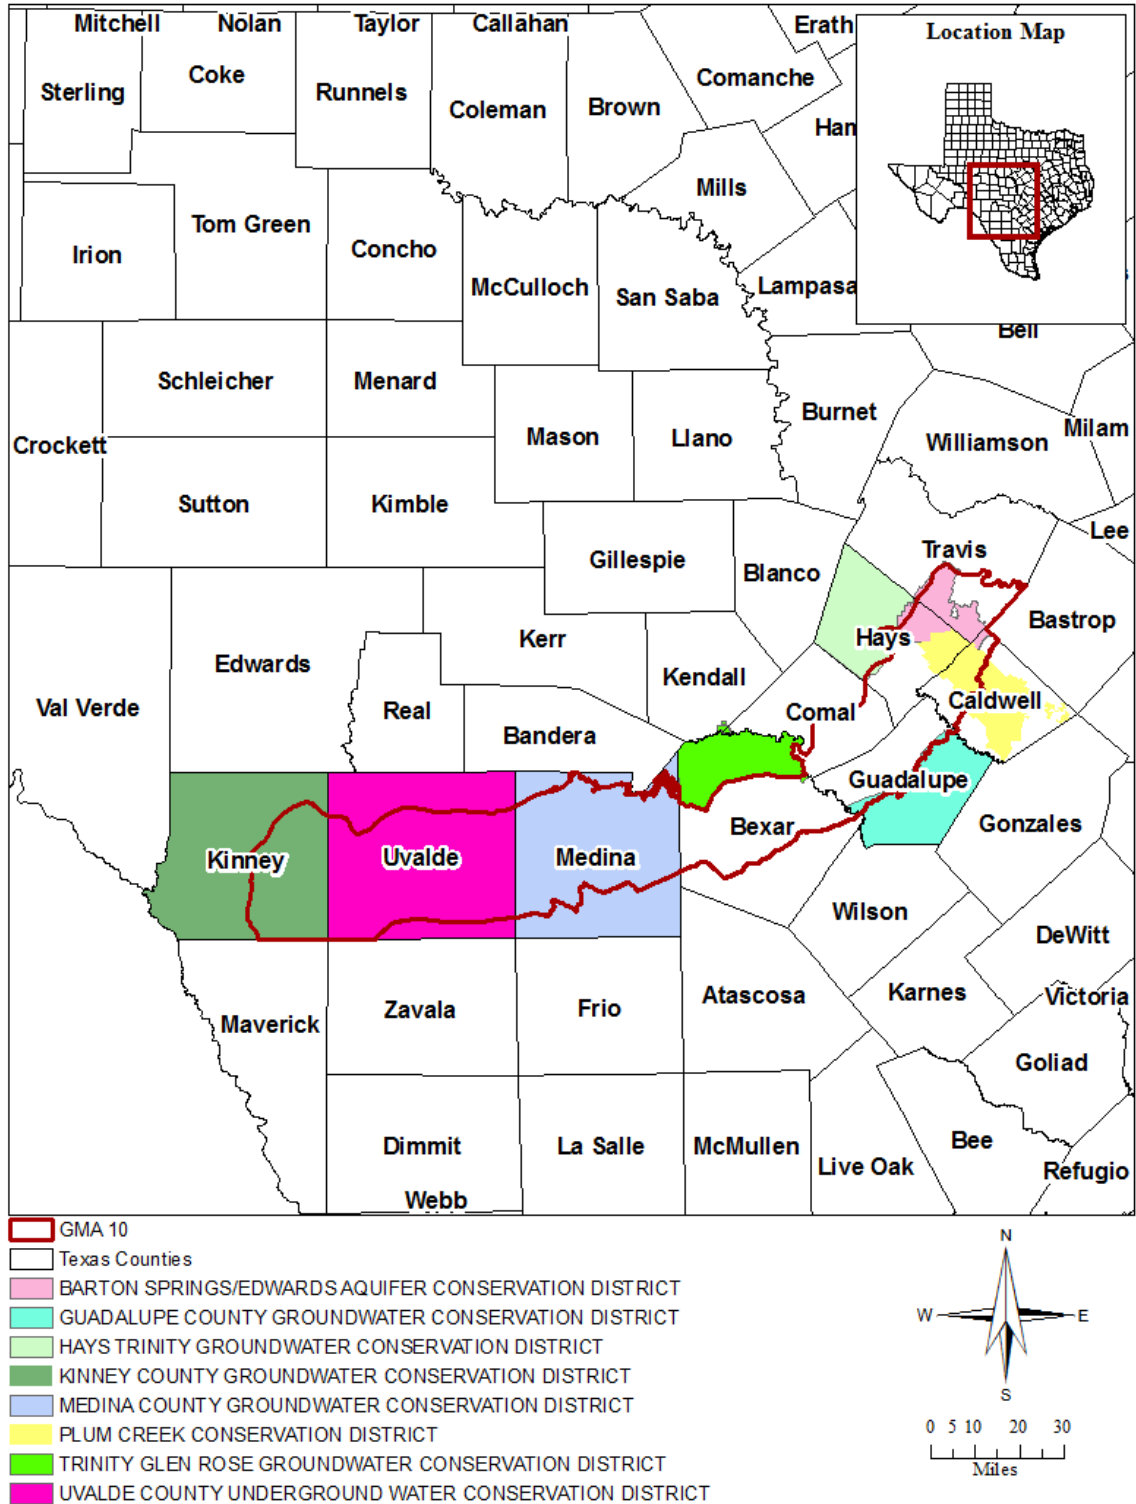 Mitchell Nolan Taylor Callahan Erath
Location Map
Sterling Coke Runnels Coleman Brown Comanche
Ham
Mills
Irion Tom Green Concho McCulloch San Saba Lampasa
Bell
Schleicher Menard Burnet
Crockett Mason Llano Williamson Milam
Sutton Kimble
Lee
Gillespie Blanco Travis
Bastrop
Edwards Kerr Hays
Val Verde Real Kendall Caldwell
Bandera Comal
Guadalupe
Kinney Uvalde Medina Bexar Gonzales
Wilson
DeWitt
Maverick Zavala Frio Atascosa Karnes Victoria
Goliad
Dimmit La Salle McMullen Live Oak Bee
Refugio
Webb
GMA 10
Texas Counties
BARTON SPRINGS/EDWARDS AQUIFER CONSERVATION DISTRICT
GUADALUPE COUNTY GROUNDWATER CONSERVATION DISTRICT
HAYS TRINITY GROUNDWATER CONSERVATION DISTRICT
KINNEY COUNTY GROUNDWATER CONSERVATION DISTRICT
MEDINA COUNTY GROUNDWATER CONSERVATION DISTRICT
PLUM CREEK CONSERVATION DISTRICT
TRINITY GLEN ROSE GROUNDWATER CONSERVATION DISTRICT
UVALDE COUNTY UNDERGROUND WATER CONSERVATION DISTRICT
N
W E
S
0 5 10 20 30
Miles